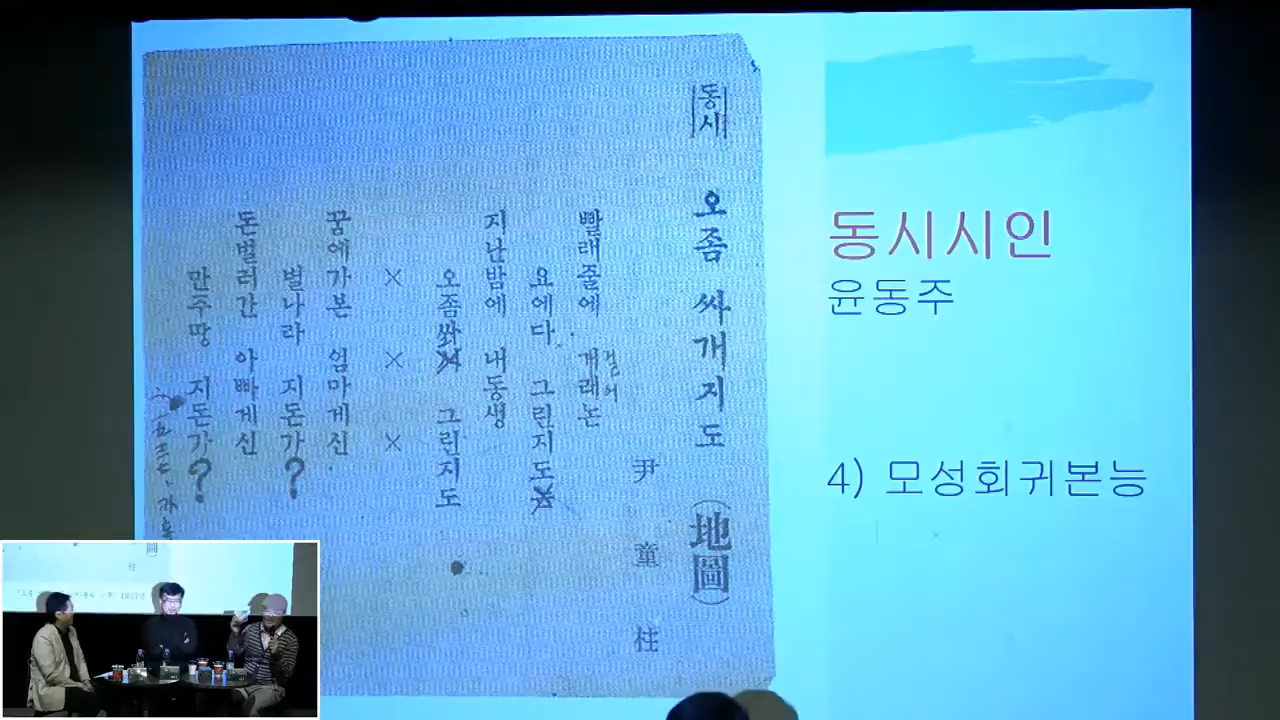 동시
오좀 싸개지도 (地圖)
尹童柱
빨래줄에 걸어논
요에다 그린지도
지난밤에 내동생
오좀쏴 그린지도
× × ×
꿈에가본 엄마게신
별나라 지돈가?
돈벌러간 아빠게신
만주땅 지돈가?
동시시인
윤동주
4) 모성회귀본능